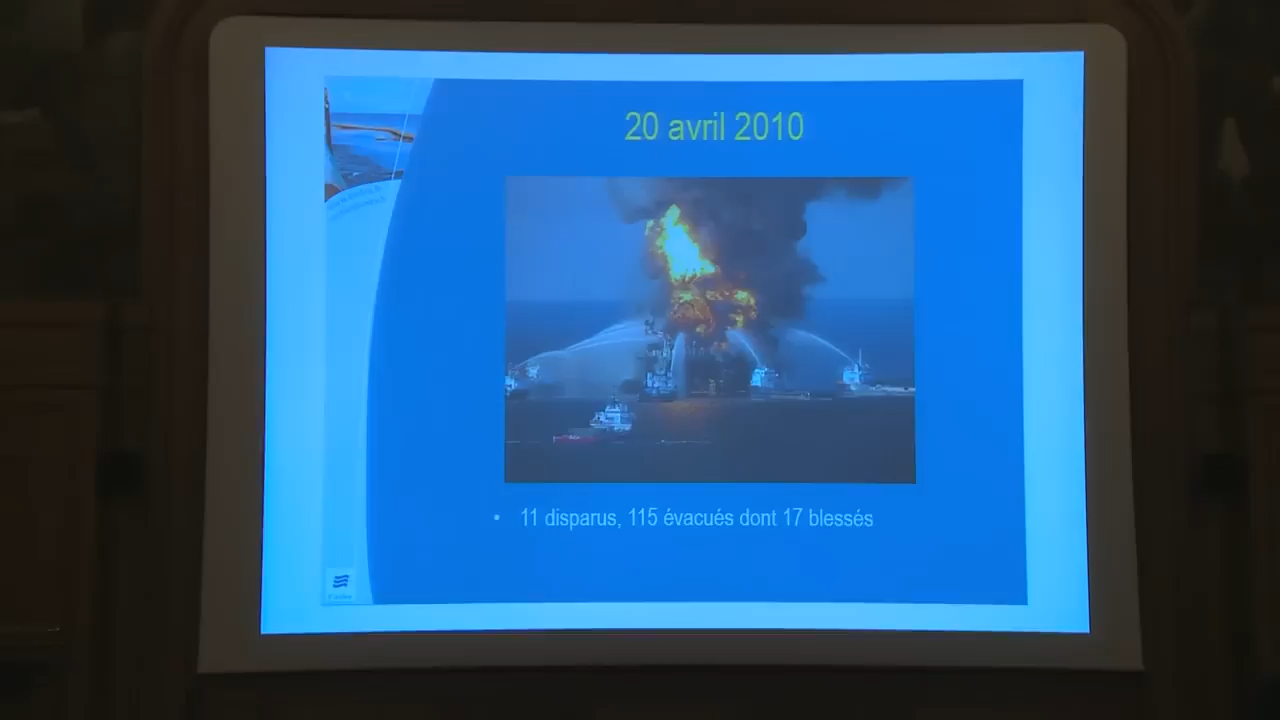 20 avril 2010
• 11 disparus, 115 évacués dont 17 blessés